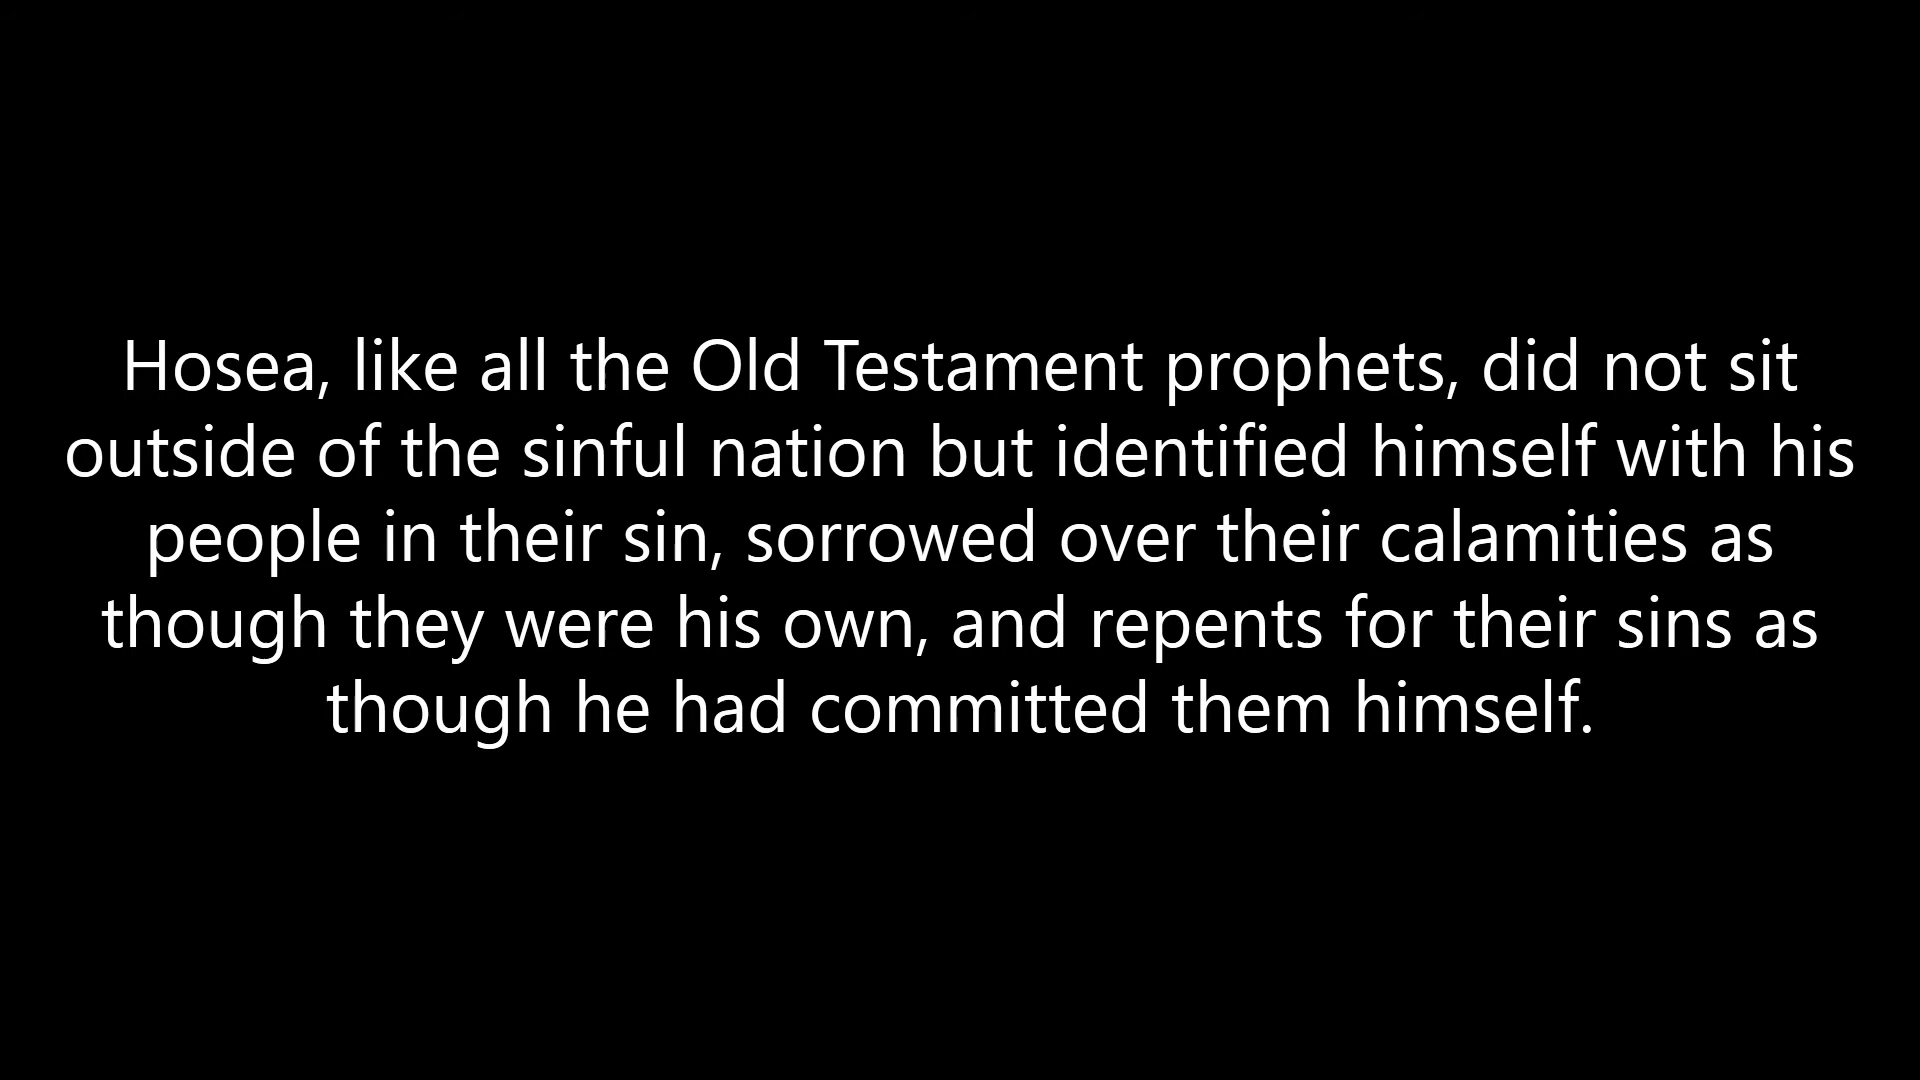 Hosea, like all the Old Testament prophets, did not sit
outside of the sinful nation but identified himself with his
people in their sin, sorrowed over their calamities as
though they were his own, and repents for their sins as
though he had committed them himself.